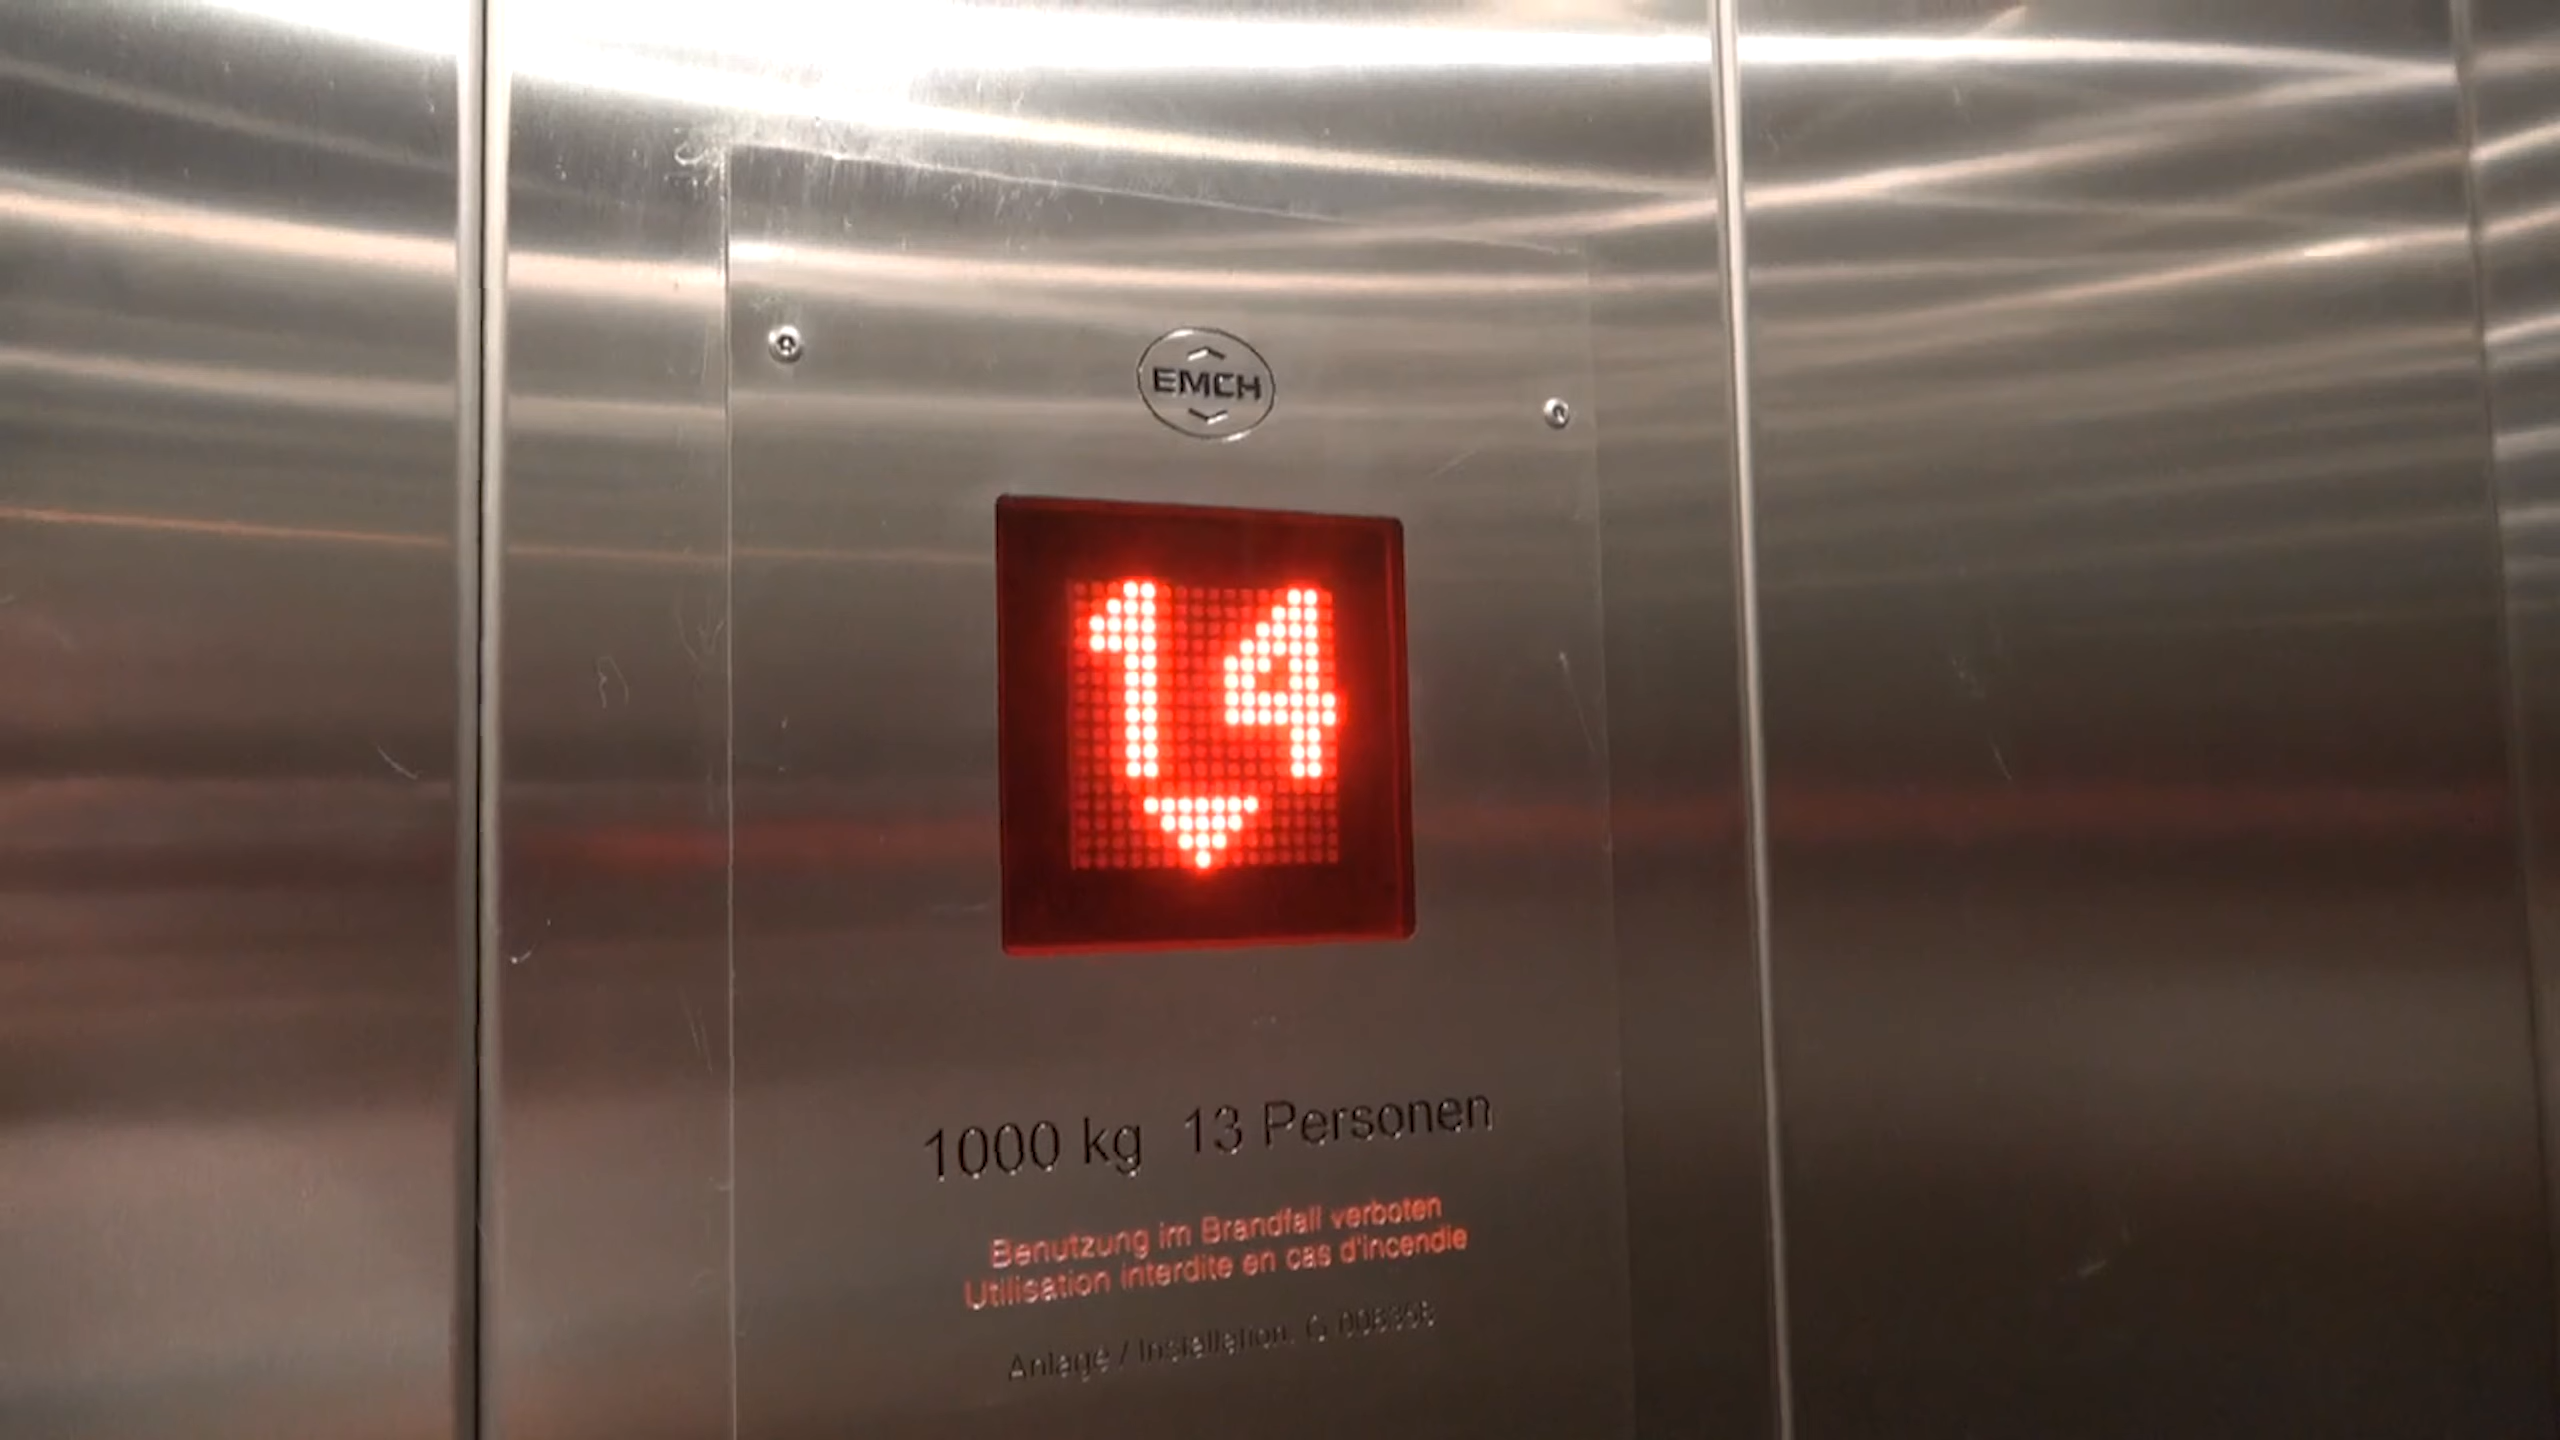 EMCH
14
1000 kg 13 Personen
Benutzung im Brandfall verboten
Utilisation interdite en cas d'incendie
Anlage / Installation: G